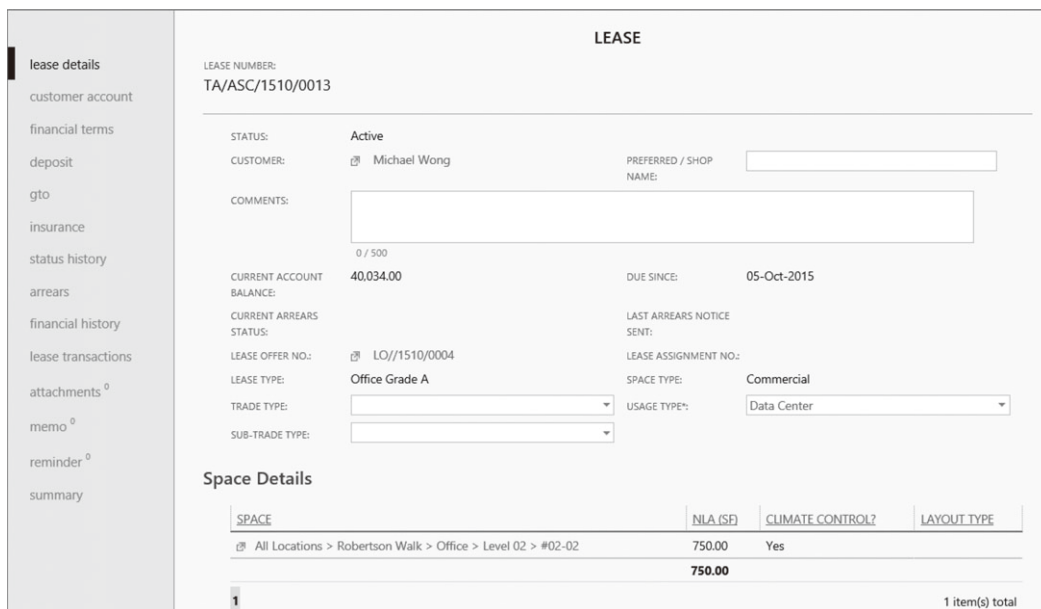 LEASE
lease details
customer account
financial terms
deposit
gto
insurance
status history
arrears
financial history
lease transactions
attachments 0
memo 0
reminder 0
summary
LEASE NUMBER:
TA/ASC/1510/0013
STATUS: Active
CUSTOMER: Michael Wong PREFERRED / SHOP
NAME:
COMMENTS:
0 / 500
CURRENT ACCOUNT 40,034.00 DUE SINCE: 05-Oct-2015
BALANCE:
CURRENT ARREARS LAST ARREARS NOTICE
STATUS: SENT:
LEASE OFFER NO.: LO//1510/0004 LEASE ASSIGNMENT NO.:
LEASE TYPE: Office Grade A SPACE TYPE: Commercial
TRADE TYPE: USAGE TYPE*: Data Center
SUB-TRADE TYPE:
Space Details
SPACE NLA (SF) CLIMATE CONTROL? LAYOUT TYPE
All Locations > Robertson Walk > Office > Level 02 > #02-02 750.00 Yes
750.00
1 1 item(s) total